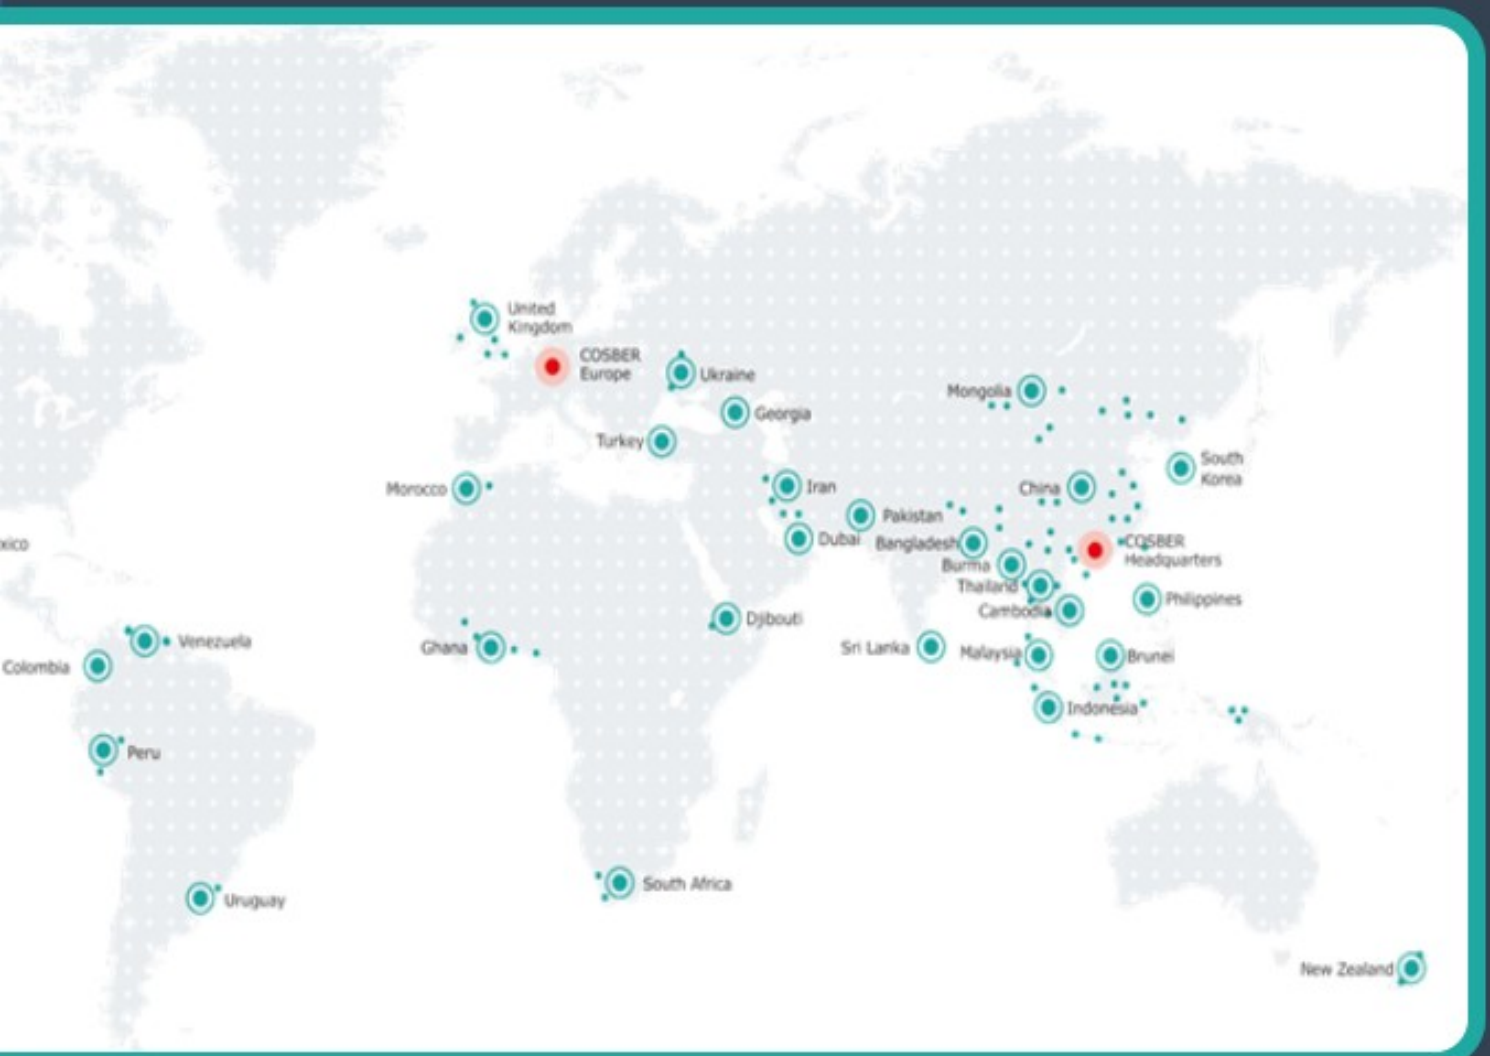 United
Kingdom
COSBER
Europe
Ukraine
Mongolia
Georgia
Turkey
South
Korea
Morocco
Iran
China
Pakistan
Dubai
Bangladesh
COSBER
Headquarters
Burma
xico
Thailand
Philippines
Cambodia
Djibouti
Venezuela
Ghana
Sri Lanka
Malaysia
Brunei
Colombia
Indonesia
Peru
South Africa
Uruguay
New Zealand